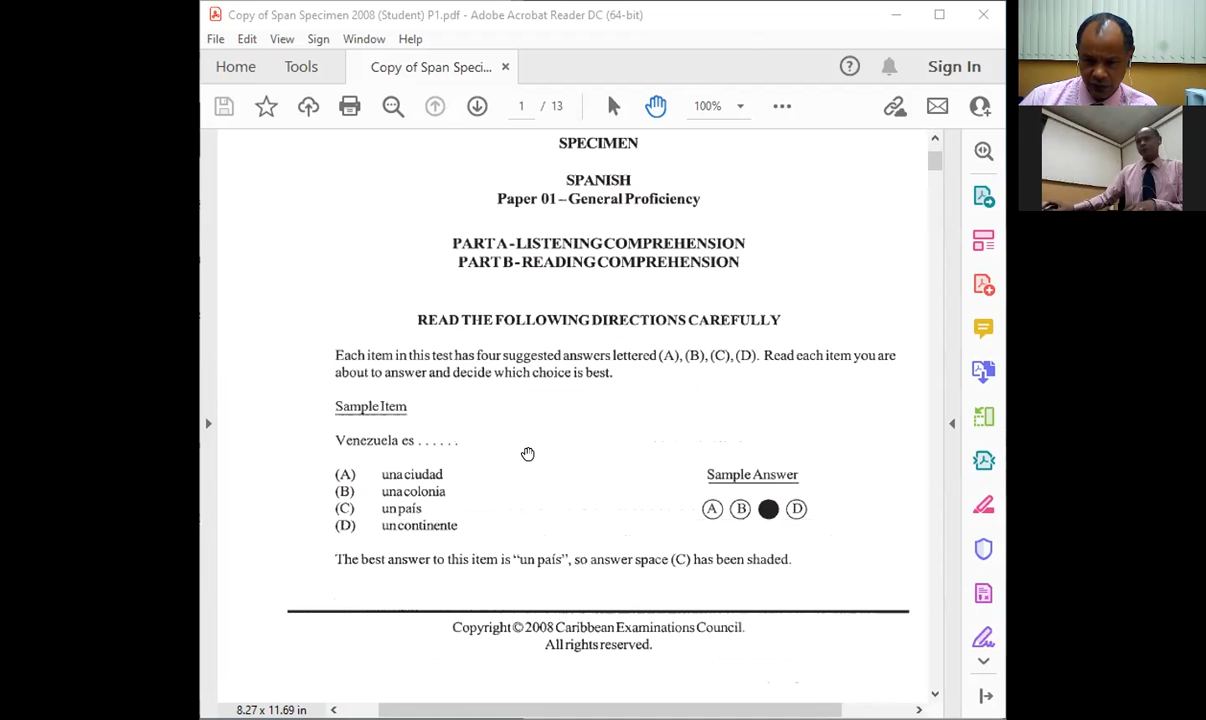 Copy of Span Specimen 2008 (Student) P1.pdf - Adobe Acrobat Reader DC (64-bit)
File Edit View Sign Window Help
Home Tools Copy of Span Speci... × Sign In
1 / 13 100%
SPECIMEN
SPANISH
Paper 01 – General Proficiency
PART A - LISTENING COMPREHENSION
PART B - READING COMPREHENSION
READ THE FOLLOWING DIRECTIONS CAREFULLY
Each item in this test has four suggested answers lettered (A), (B), (C), (D). Read each item you are
about to answer and decide which choice is best.
Sample Item
Venezuela es . . . . . .
Sample Answer
(A) una ciudad
(B) una colonia
(C) un país
(D) un continente
A B D
The best answer to this item is “un país”, so answer space (C) has been shaded.
Copyright © 2008 Caribbean Examinations Council.
All rights reserved.
8.27 x 11.69 in